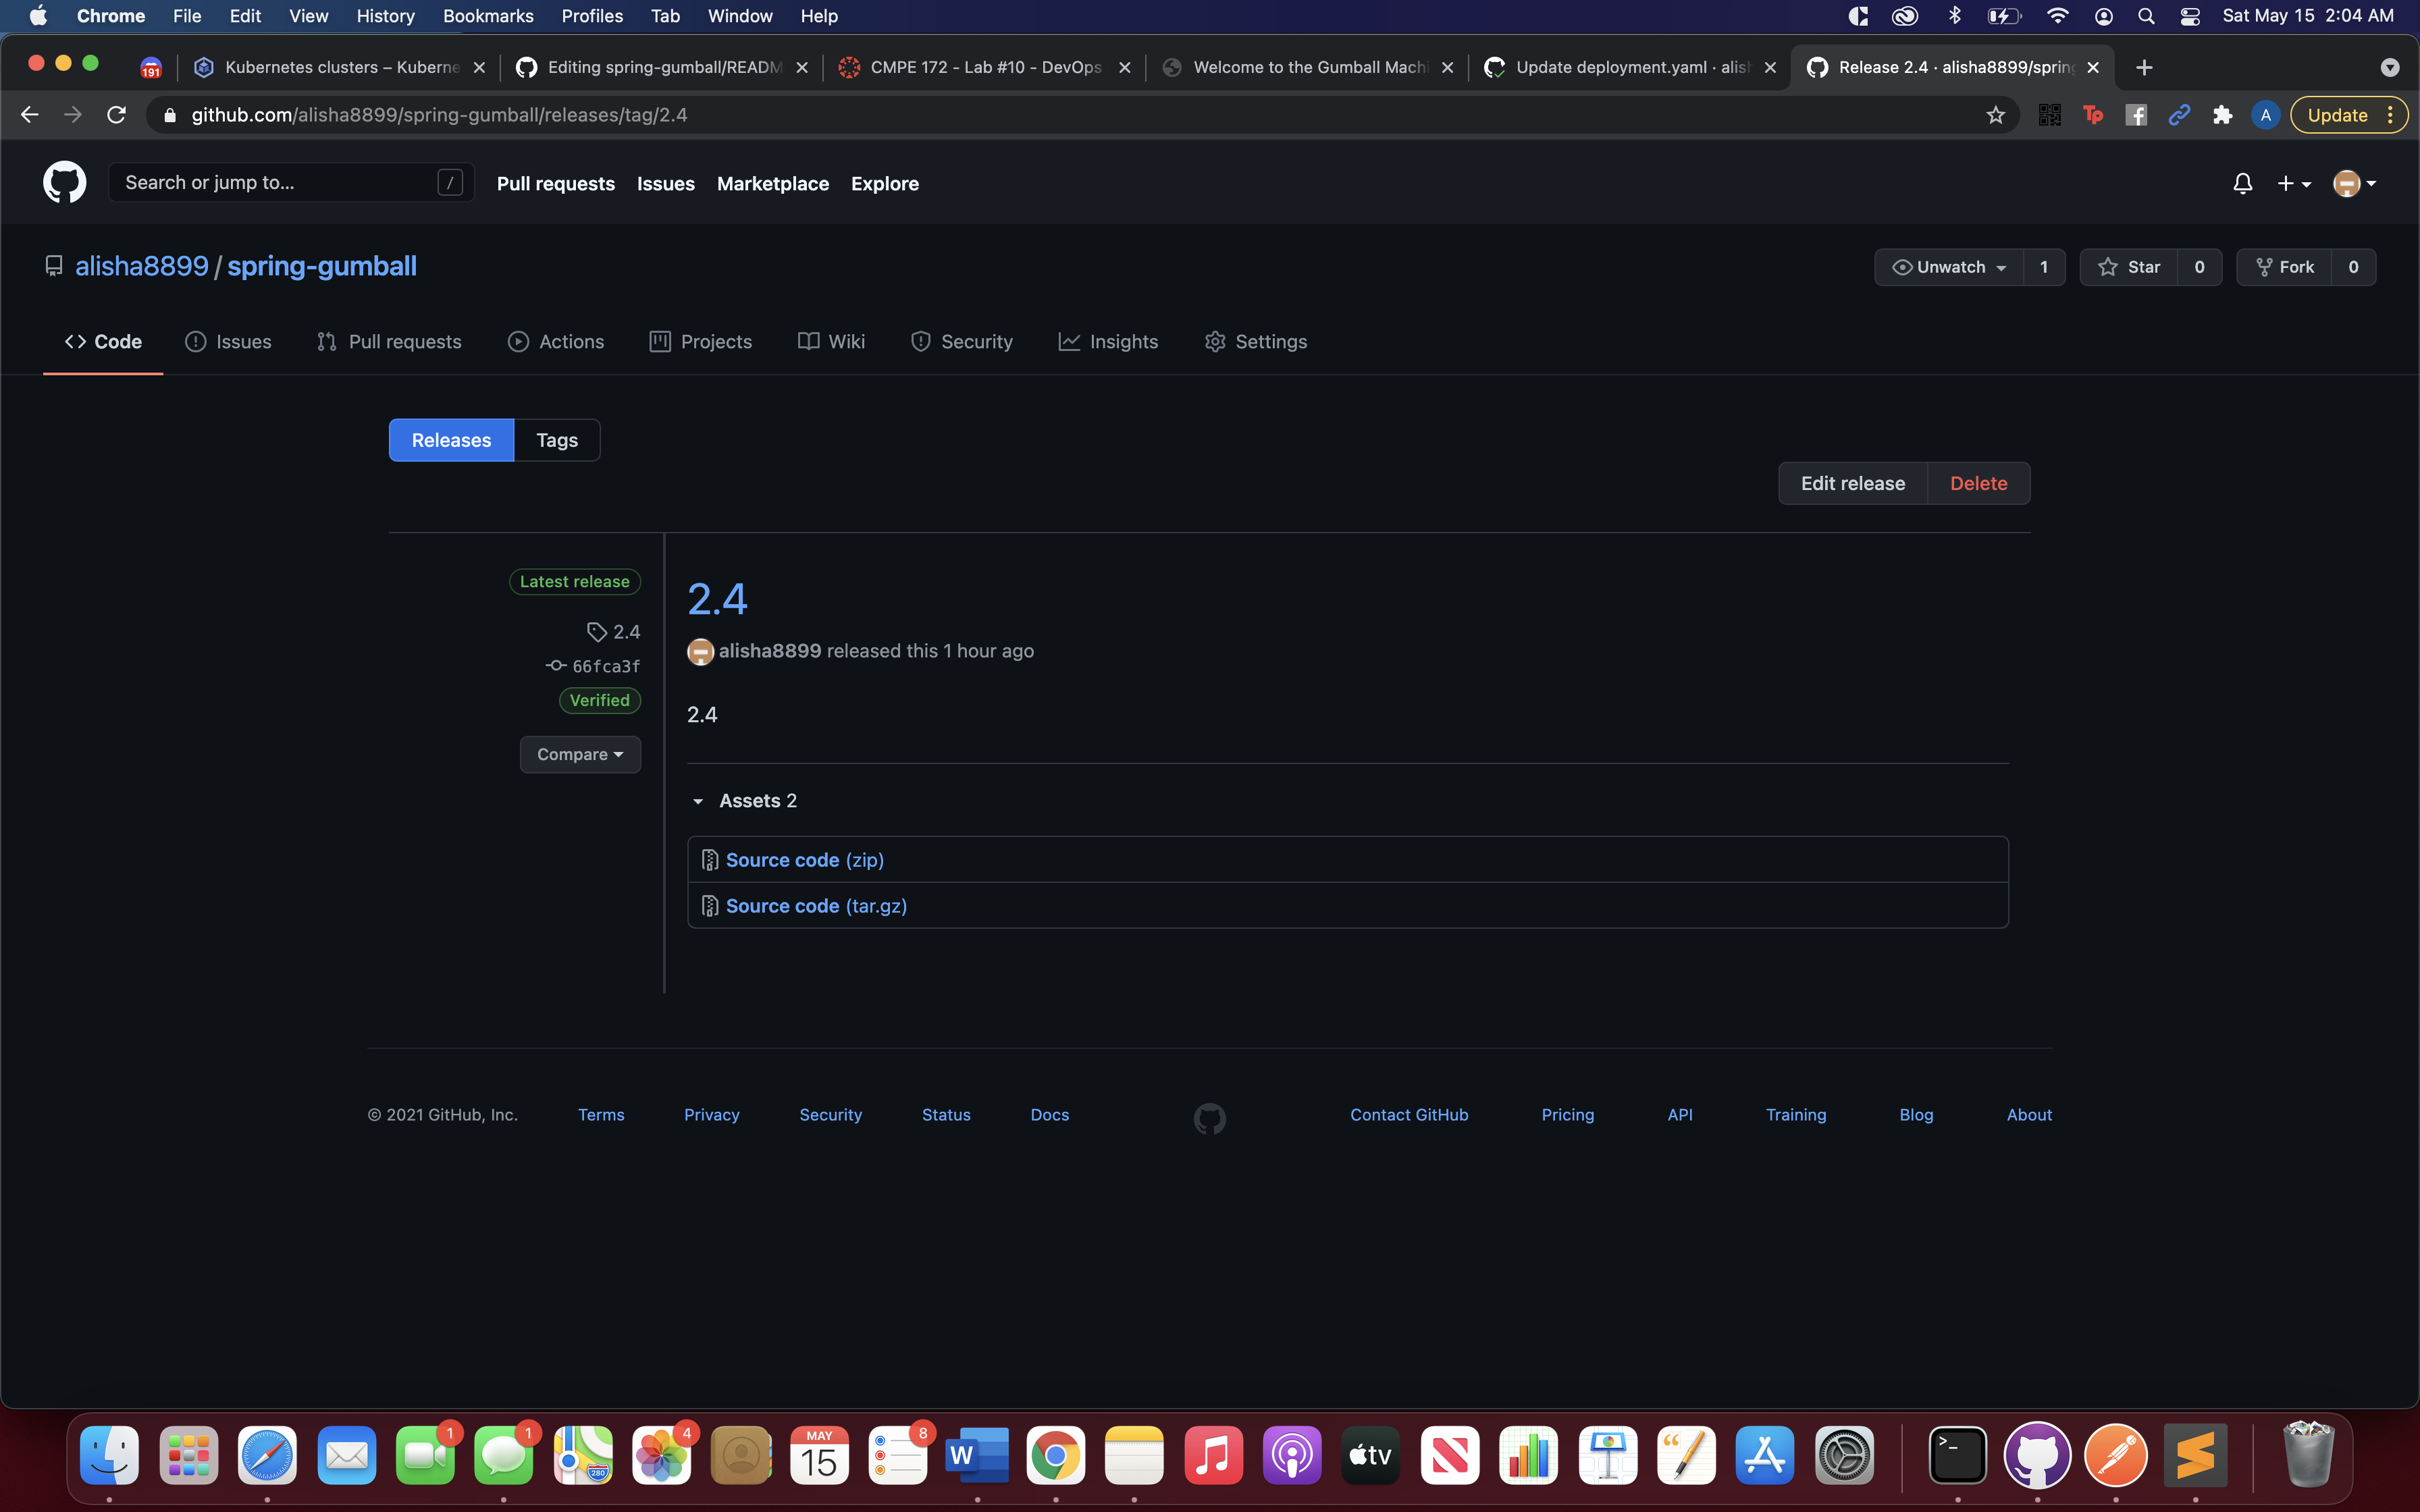 Chrome File Edit View History Bookmarks Profiles Tab Window Help Sat May 15 2:04 AM
191 Kubernetes clusters – Kuberne Editing spring-gumball/READM CMPE 172 - Lab #10 - DevOps Welcome to the Gumball Machi Update deployment.yaml · alish Release 2.4 · alisha8899/spring
github.com/alisha8899/spring-gumball/releases/tag/2.4 Tp A Update
Search or jump to... / Pull requests Issues Marketplace Explore
alisha8899 / spring-gumball Unwatch 1 Star 0 Fork 0
Code Issues Pull requests Actions Projects Wiki Security Insights Settings
Releases Tags
Edit release Delete
Latest release
2.4
66fca3f
Verified
Compare
2.4
alisha8899 released this 1 hour ago
2.4
Assets 2
Source code (zip)
Source code (tar.gz)
© 2021 GitHub, Inc. Terms Privacy Security Status Docs Contact GitHub Pricing API Training Blog About
1 1 280 4 MAY 15 8 W tv >_